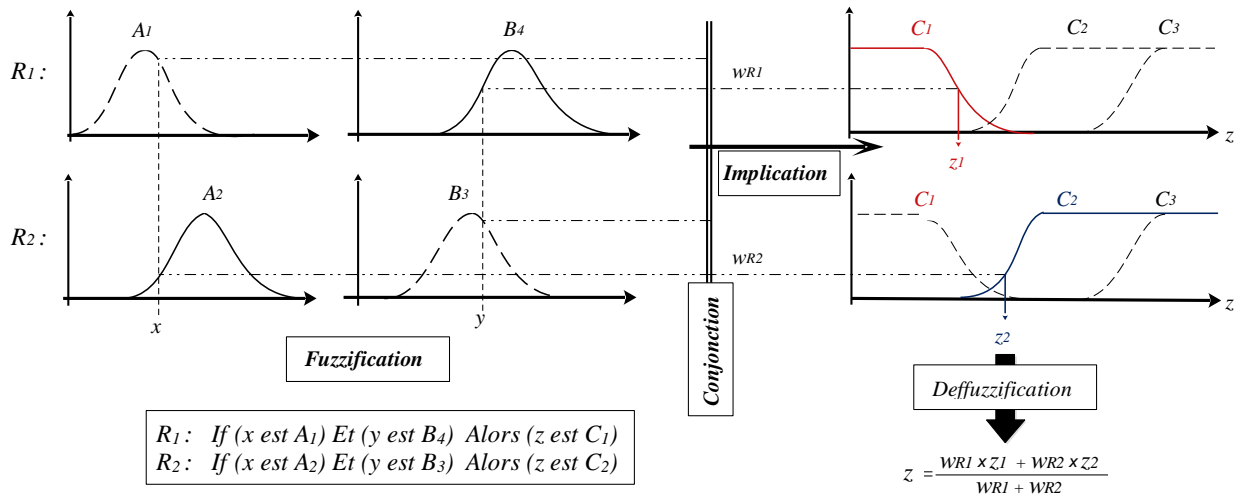 A1 B4 C1 C2 C3
R1 :
wR1
z
z1
Implication
A2 B3 C1 C2 C3
R2 :
wR2
z
x y
z2
Fuzzification
Conjonction
Deffuzzification
R1 : If (x est A1) Et (y est B4) Alors (z est C1)
R2 : If (x est A2) Et (y est B3) Alors (z est C2)
z = WR1 x z1 + WR2 x z2
WR1 + WR2